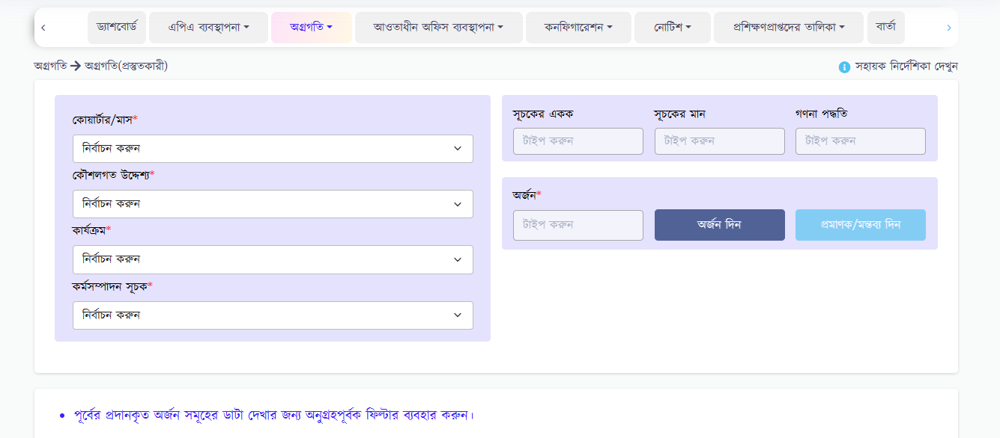 ড্যাশবোর্ড এপিএ ব্যবস্থাপনা অগ্রগতি আওতাধীন অফিস ব্যবস্থাপনা কনফিগারেশন নোটিশ প্রশিক্ষণপ্রাপ্তদের তালিকা বার্তা
অগ্রগতি → অগ্রগতি(প্রস্তুতকারী)
সহায়ক নির্দেশিকা দেখুন
কোয়ার্টার/মাস*
নির্বাচন করুন
কৌশলগত উদ্দেশ্য*
নির্বাচন করুন
কার্যক্রম*
নির্বাচন করুন
কর্মসম্পাদন সূচক*
নির্বাচন করুন
সূচকের একক সূচকের মান গণনা পদ্ধতি
টাইপ করুন টাইপ করুন টাইপ করুন
অর্জন*
টাইপ করুন অর্জন দিন প্রমাণক/মন্তব্য দিন
• পূর্বের প্রদানকৃত অর্জন সমূহের ডাটা দেখার জন্য অনুগ্রহপূর্বক ফিল্টার ব্যবহার করুন।